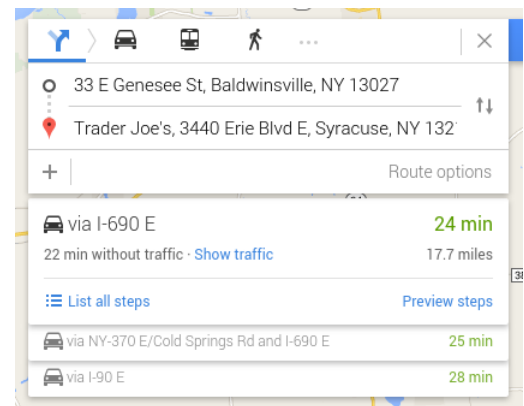 33 E Genesee St, Baldwinsville, NY 13027
Trader Joe's, 3440 Erie Blvd E, Syracuse, NY 132
Route options
via I-690 E 24 min
22 min without traffic · Show traffic 17.7 miles
List all steps Preview steps
via NY-370 E/Cold Springs Rd and I-690 E 25 min
via I-90 E 28 min